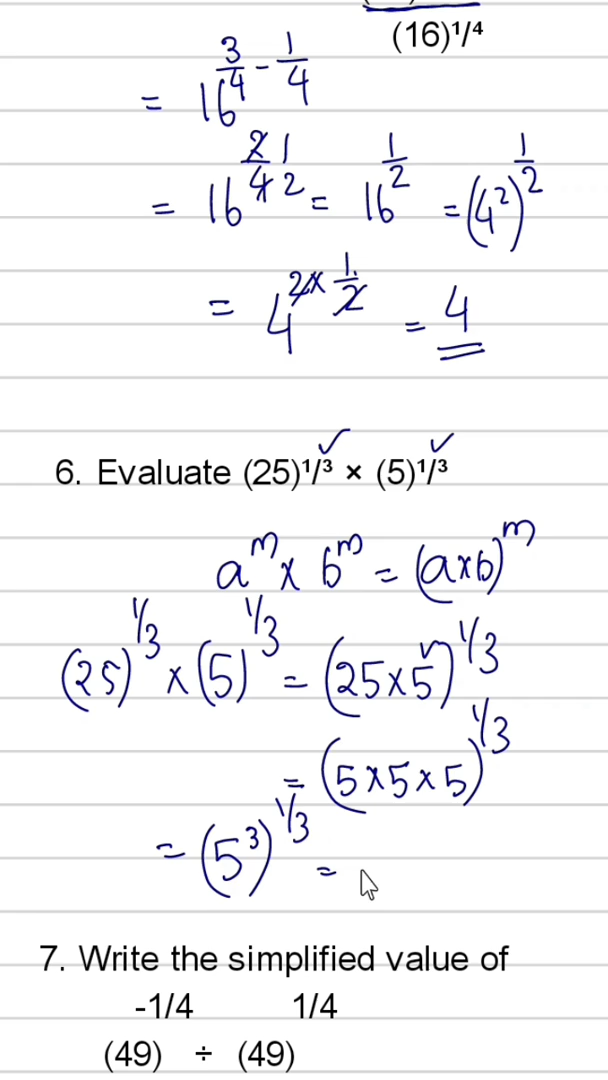 (16)¹/⁴
= 16^(3/4 - 1/4)
= 16^(2/4 1/2) = 16^(1/2) = (4²)^(1/2)
= 4^(2 × 1/2) = 4
6. Evaluate (25)¹/³ × (5)¹/³
a^m × b^m = (a×b)^m
(25)^(1/3) × (5)^(1/3) = (25×5)^(1/3)
= (5×5×5)^(1/3)
= (5³)^(1/3) =
7. Write the simplified value of
-1/4 1/4
(49) ÷ (49)